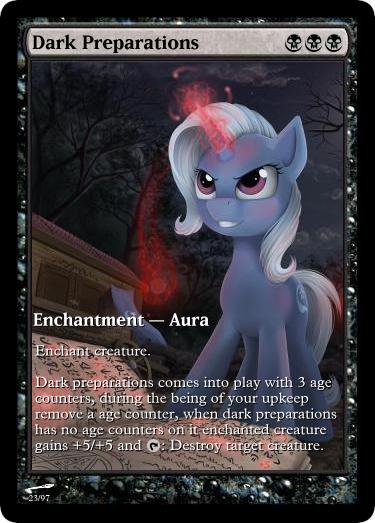 Dark Preparations
Enchantment — Aura
Enchant creature.
Dark preparations comes into play with 3 age
counters, during the being of your upkeep
remove a age counter, when dark preparations
has no age counters on it enchanted creature
gains +5/+5 and : Destroy target creature.
23/97